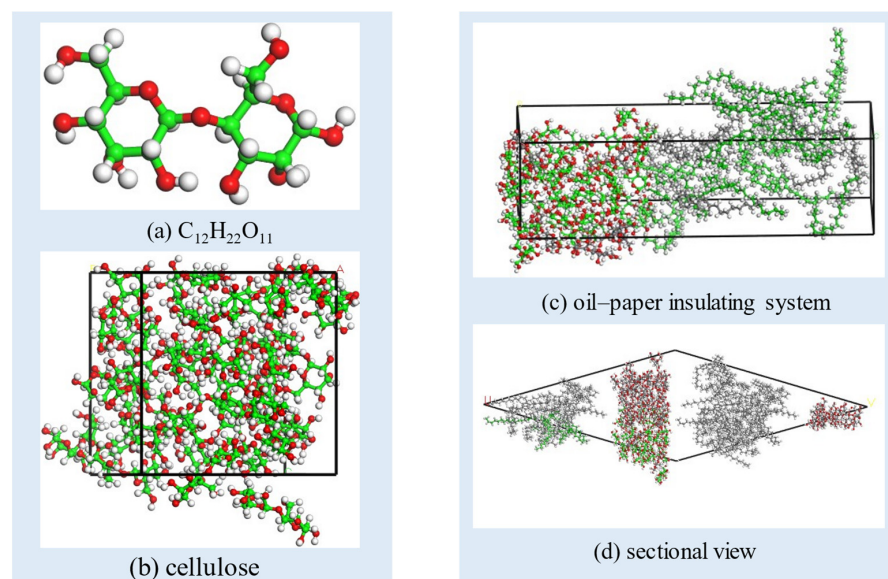 (a) C₁₂H₂₂O₁₁
A
(b) cellulose
(c) oil–paper insulating system
(d) sectional view